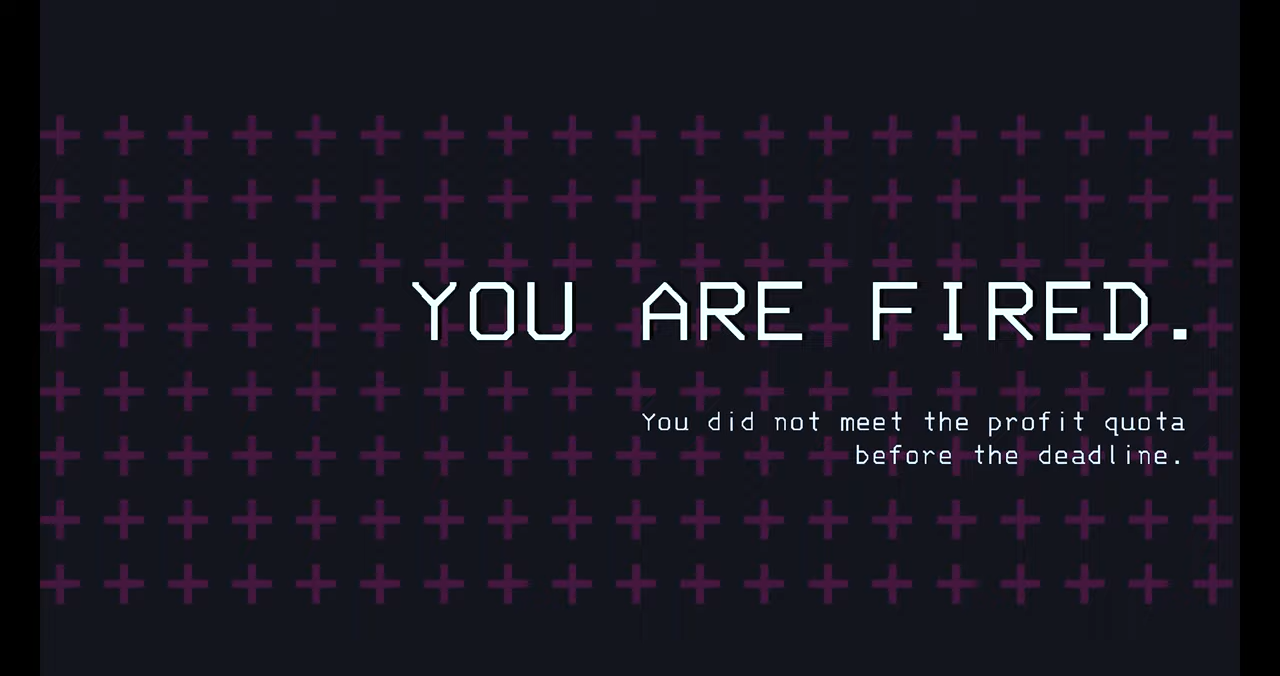 YOU ARE FIRED.
You did not meet the profit quota
before the deadline.